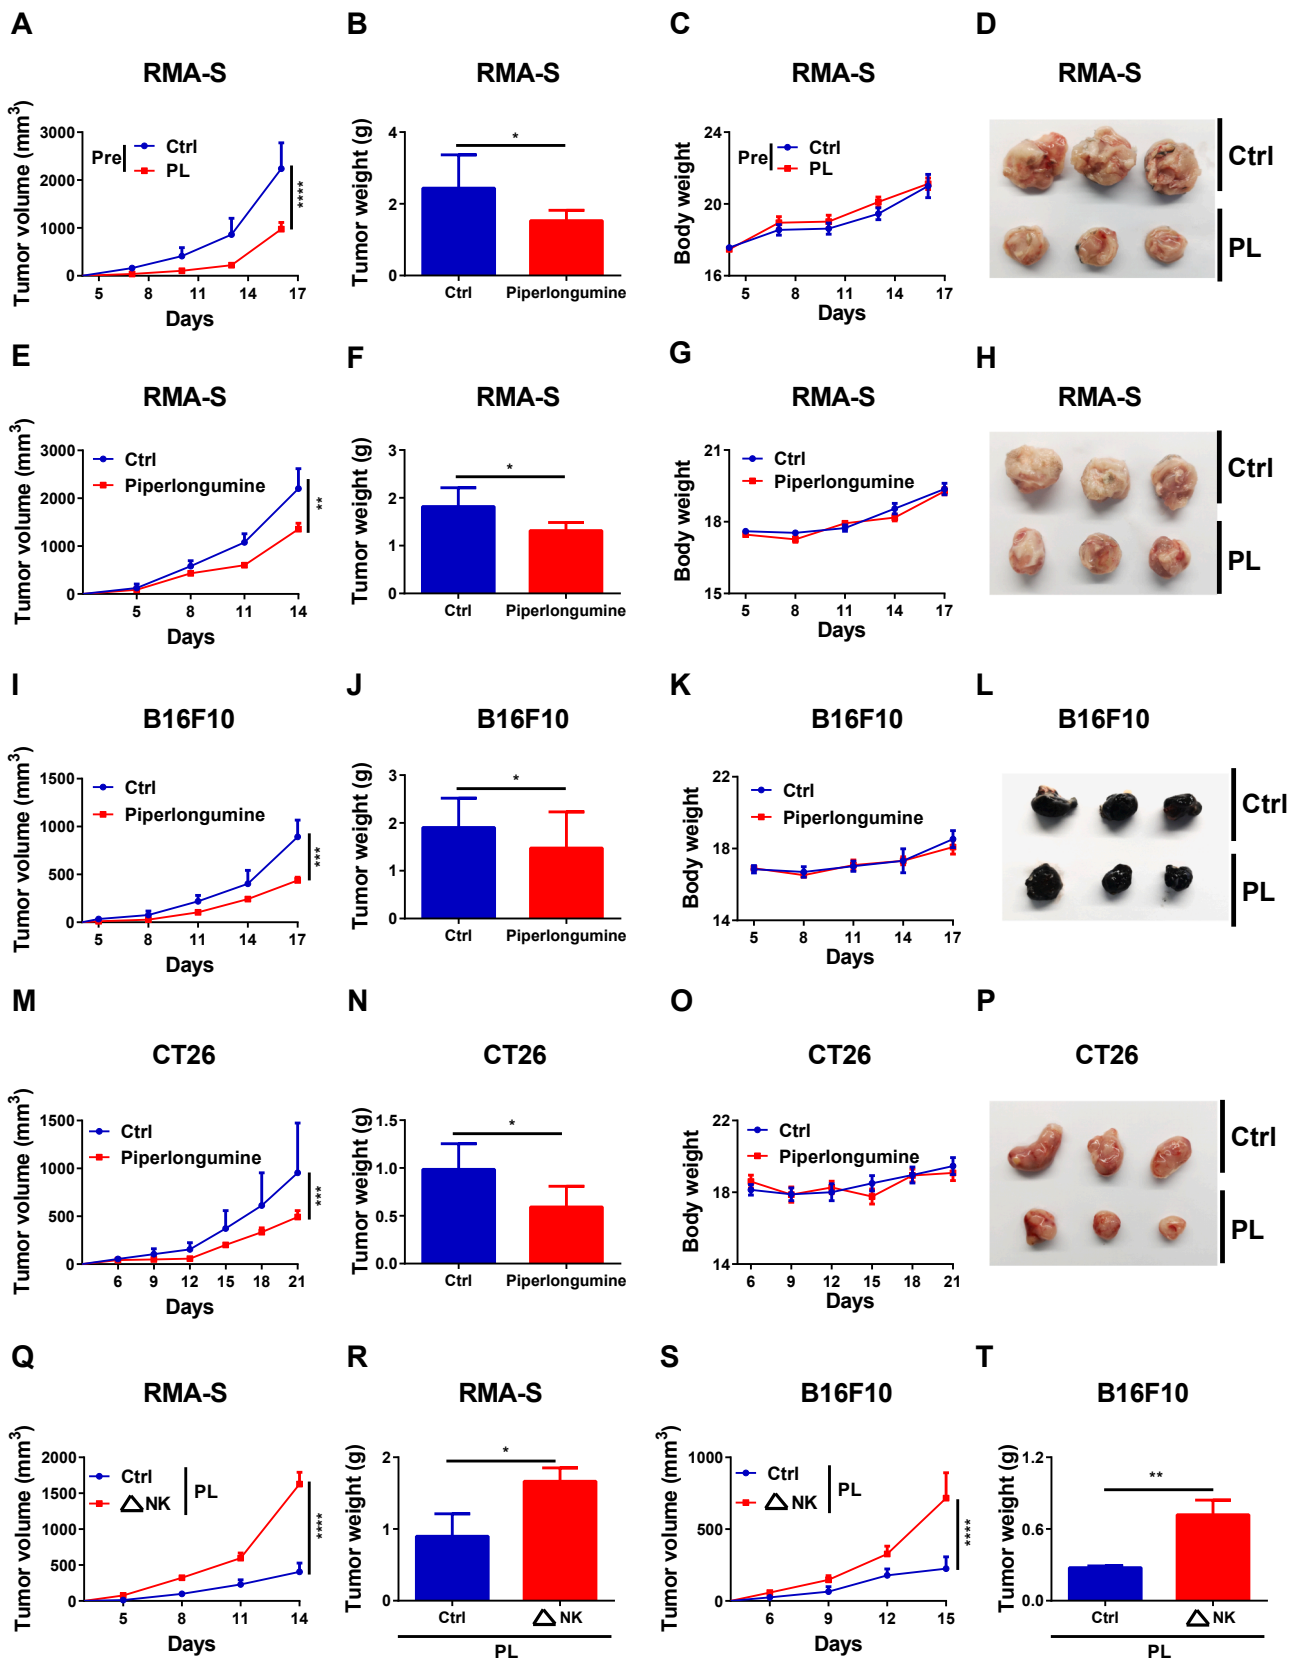 A
B
C
D
RMA-S
RMA-S
RMA-S
RMA-S
Tumor volume (mm3)
3000
2000
1000
0
Pre
Ctrl
PL
****
5 8 11 14 17
Days
Tumor weight (g)
4
2
0
*
Ctrl Piperlongumine
Body weight
24
20
16
Pre
Ctrl
PL
5 8 11 14 17
Days
Ctrl
PL
E
F
G
H
RMA-S
RMA-S
RMA-S
RMA-S
Tumor volume (mm3)
3000
2000
1000
0
Ctrl
Piperlongumine
**
5 8 11 14
Days
Tumor weight (g)
3
2
1
0
*
Ctrl Piperlongumine
Body weight
21
18
15
Ctrl
Piperlongumine
5 8 11 14 17
Days
Ctrl
PL
I
J
K
L
B16F10
B16F10
B16F10
B16F10
Tumor volume (mm3)
1500
1000
500
0
Ctrl
Piperlongumine
***
5 8 11 14 17
Days
Tumor weight (g)
3
2
1
0
*
Ctrl Piperlongumine
Body weight
22
18
14
Ctrl
Piperlongumine
5 8 11 14 17
Days
Ctrl
PL
M
N
O
P
CT26
CT26
CT26
CT26
Tumor volume (mm3)
1500
1000
500
0
Ctrl
Piperlongumine
***
6 9 12 15 18 21
Days
Tumor weight (g)
1.5
1.0
0.5
0.0
*
Ctrl Piperlongumine
Body weight
22
18
14
Ctrl
Piperlongumine
6 9 12 15 18 21
Days
Ctrl
PL
Q
R
S
T
RMA-S
RMA-S
B16F10
B16F10
Tumor volume (mm3)
2000
1500
1000
500
0
Ctrl
△NK
PL
****
5 8 11 14
Days
Tumor weight (g)
2
1
0
*
Ctrl △NK
PL
Tumor volume (mm3)
1000
500
0
Ctrl
△NK
PL
****
6 9 12 15
Days
Tumor weight (g)
1.2
0.6
0.0
**
Ctrl △NK
PL